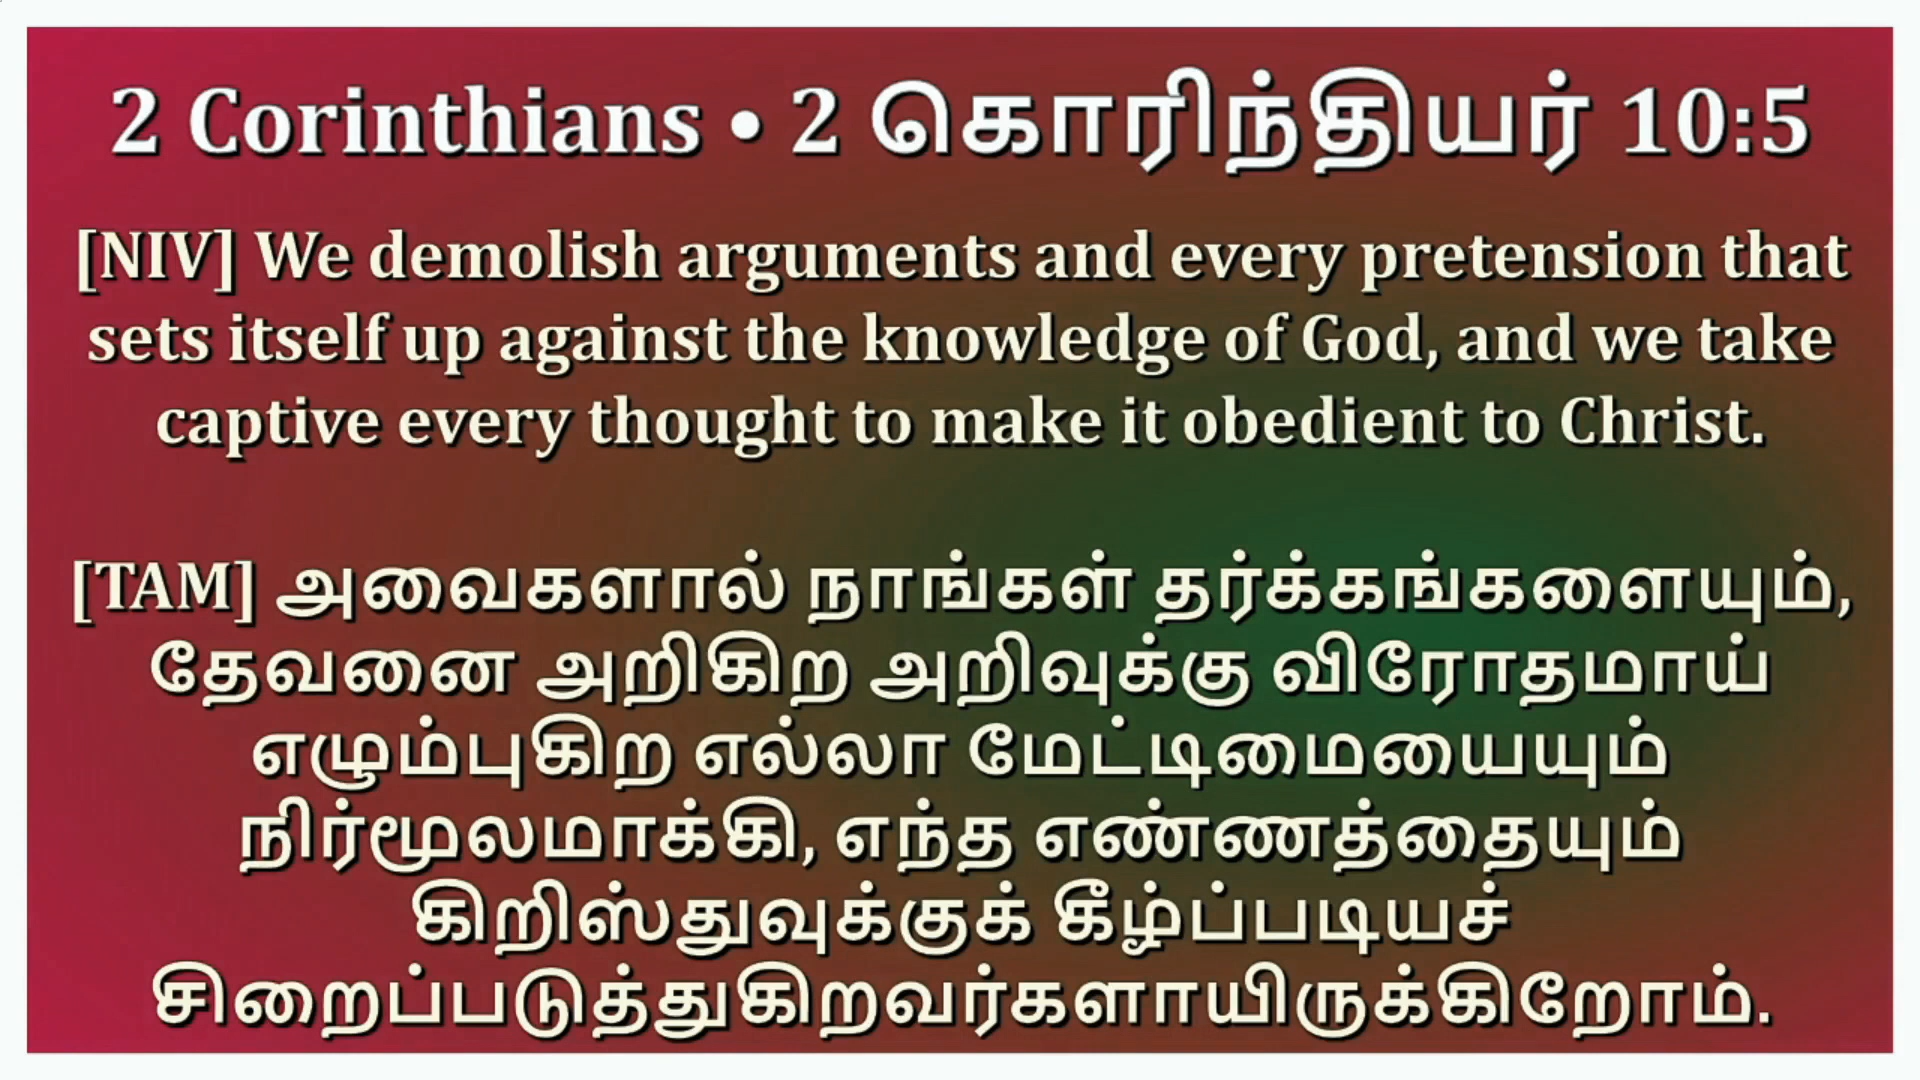 2 Corinthians • 2 கொரிந்தியர் 10:5
[NIV] We demolish arguments and every pretension that
sets itself up against the knowledge of God, and we take
captive every thought to make it obedient to Christ.
[TAM] அவைகளால் நாங்கள் தர்க்கங்களையும்,
தேவனை அறிகிற அறிவுக்கு விரோதமாய்
எழும்புகிற எல்லா மேட்டிமையையும்
நிர்மூலமாக்கி, எந்த எண்ணத்தையும்
கிறிஸ்துவுக்குக் கீழ்ப்படியச்
சிறைப்படுத்துகிறவர்களாயிருக்கிறோம்.